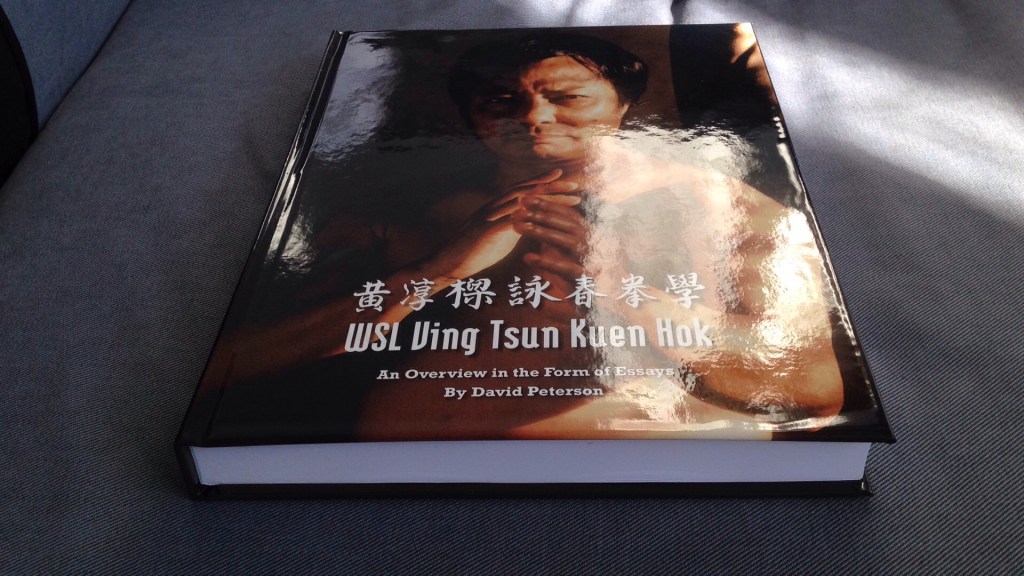 黃淳樑詠春拳學
WSL Ving Tsun Kuen Hok
An Overview in the Form of Essays
By David Peterson